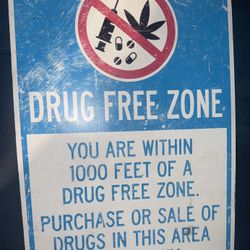 DRUG FREE ZONE
YOU ARE WITHIN
1000 FEET OF A
DRUG FREE ZONE.
PURCHASE OR SALE OF
DRUGS IN THIS AREA